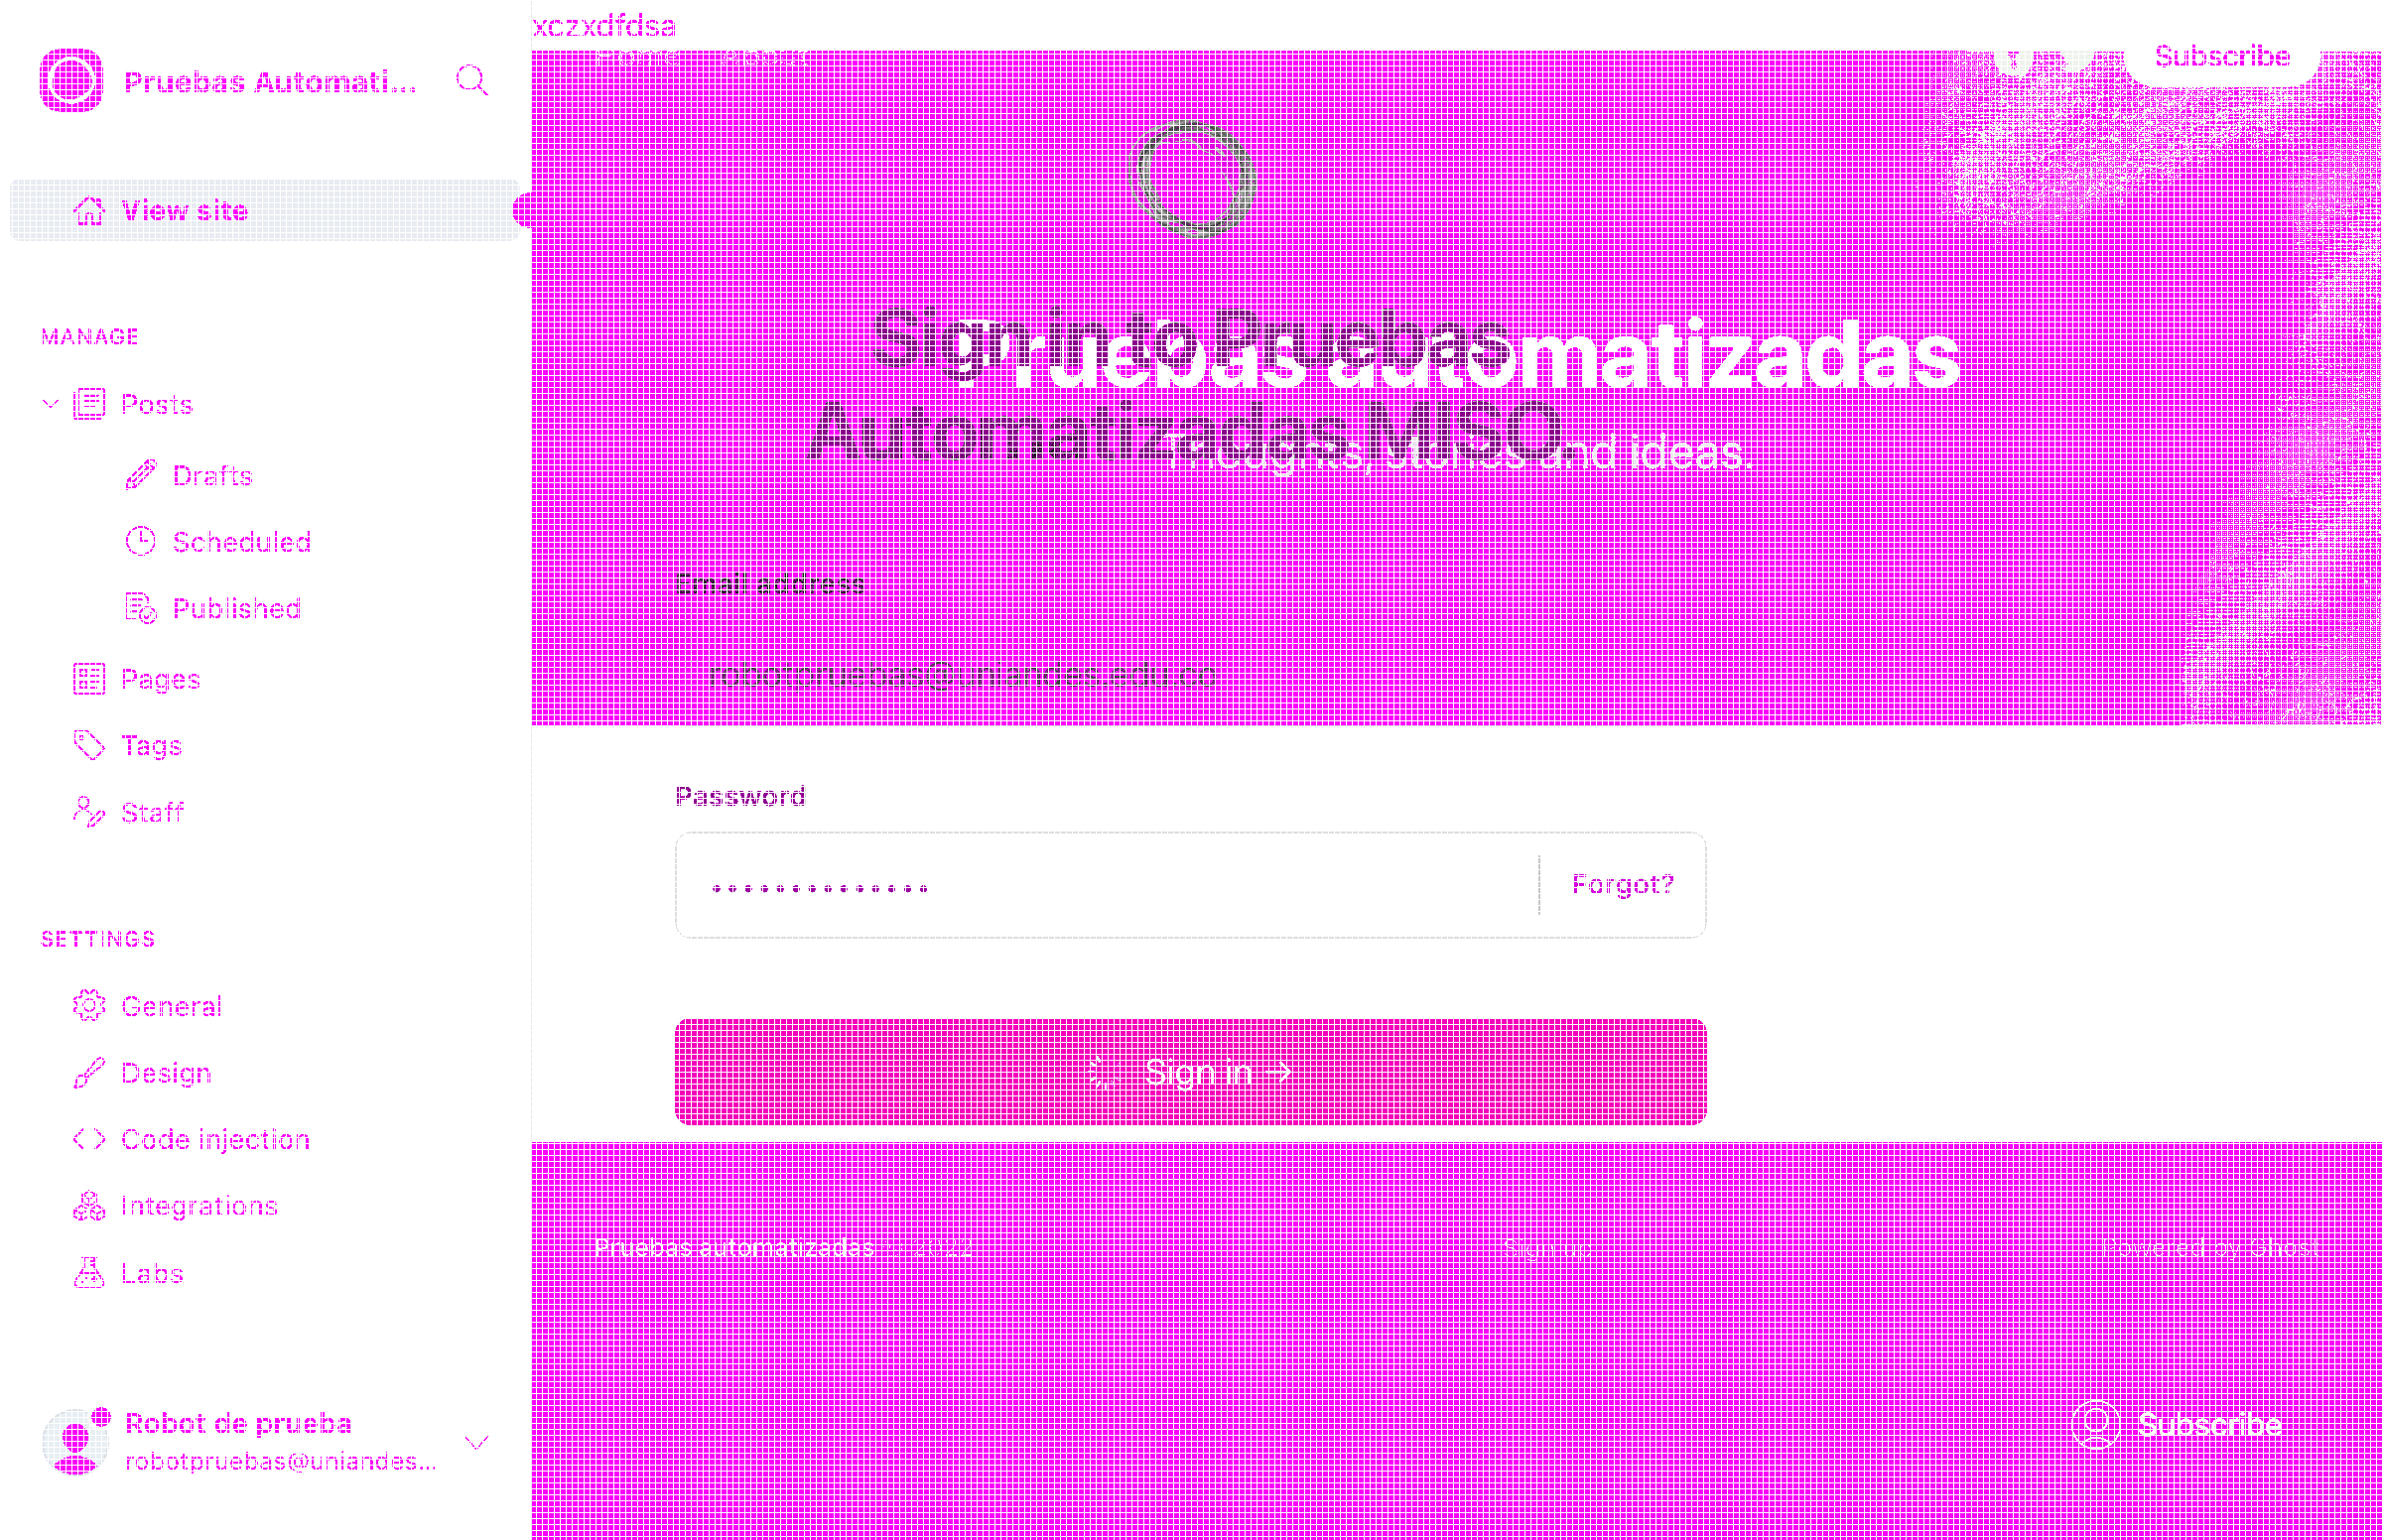 xczxdfdsa
Pruebas Automati...
View site
MANAGE
Posts
Drafts
Scheduled
Published
Pages
Tags
Staff
SETTINGS
General
Design
Code injection
Integrations
Labs
Robot de prueba
robotpruebas@uniandes...
Home About
Subscribe
Sign in to Pruebas
Automatizadas MISO.
Pruebas automatizadas
Thoughts, stories and ideas.
Email address
robotpruebas@uniandes.edu.co
Password
Forgot?
Sign in →
Pruebas automatizadas © 2022
Sign up
Powered by Ghost
Subscribe